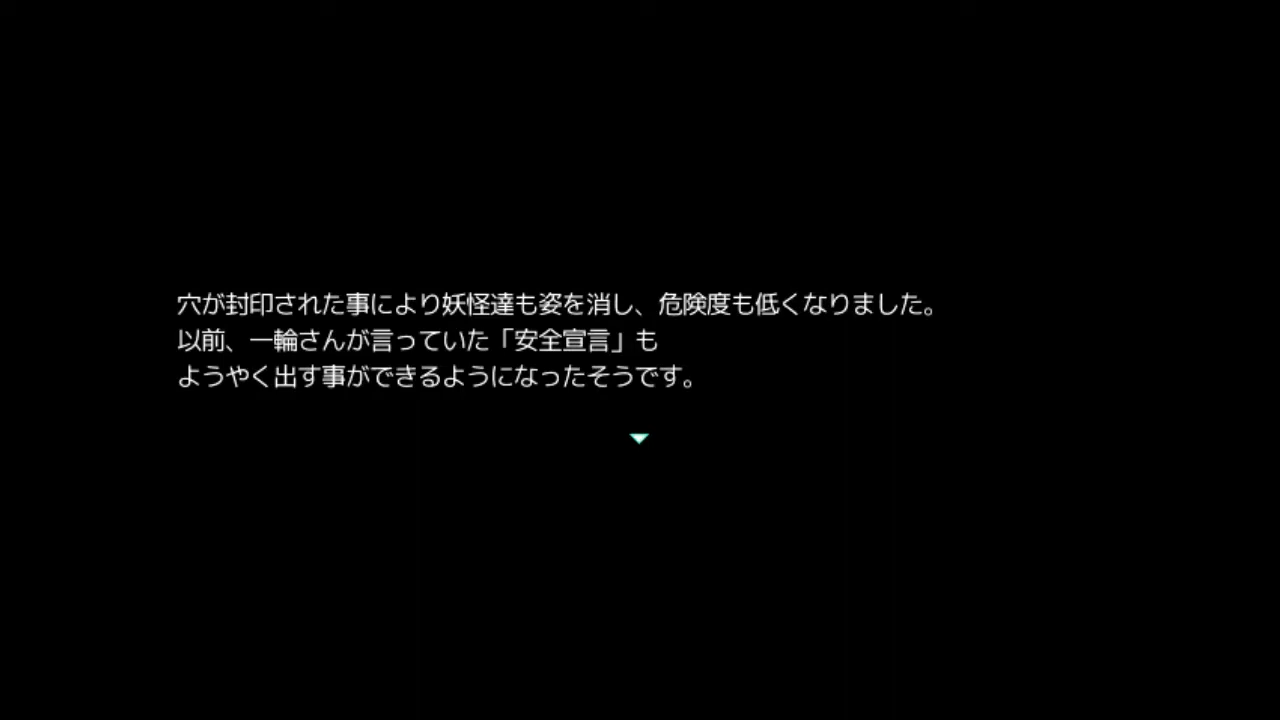 穴が封印された事により妖怪達も姿を消し、危険度も低くなりました。
以前、一輪さんが言っていた「安全宣言」も
ようやく出す事ができるようになったそうです。